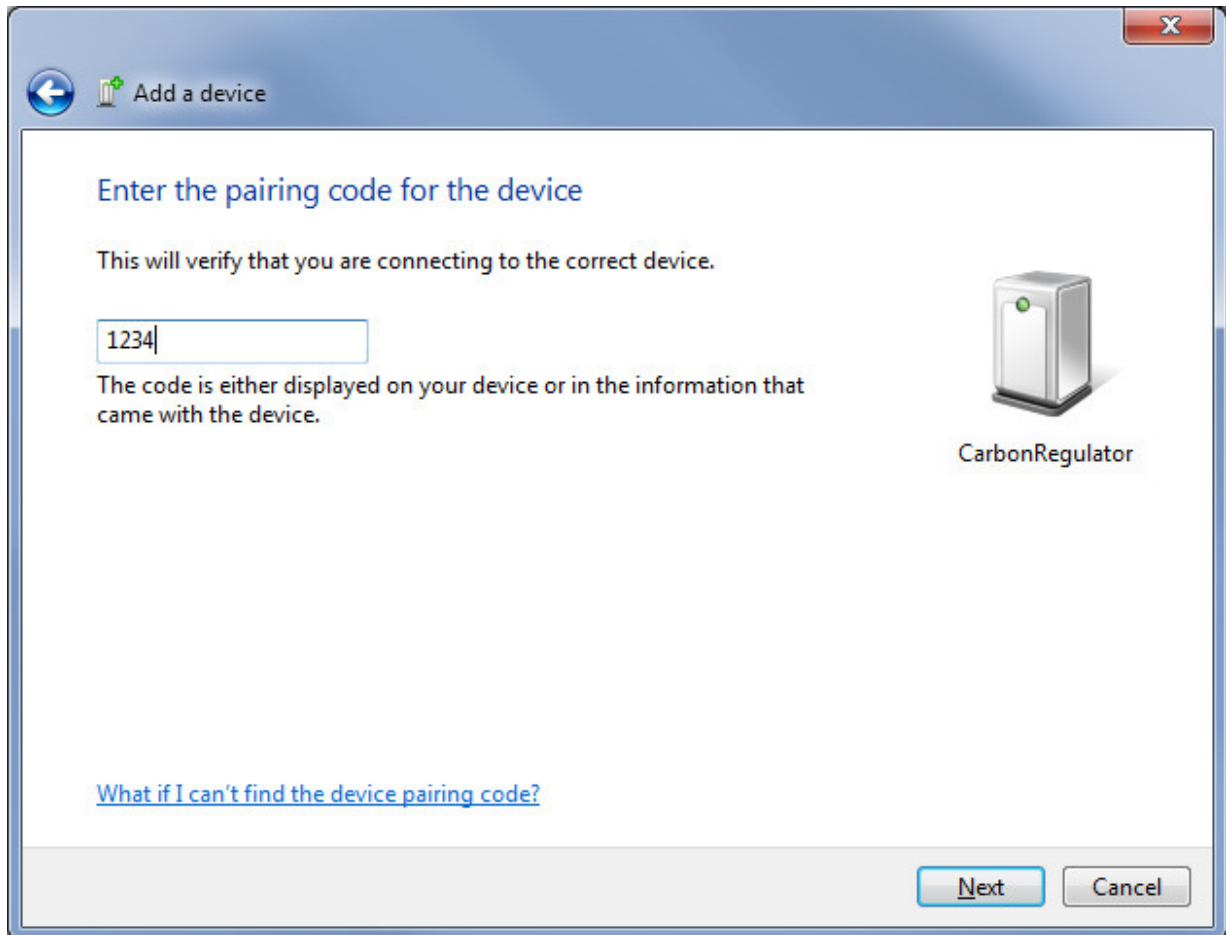 Add a device
Enter the pairing code for the device
This will verify that you are connecting to the correct device.
1234
The code is either displayed on your device or in the information that
came with the device.
CarbonRegulator
What if I can't find the device pairing code?
Next
Cancel